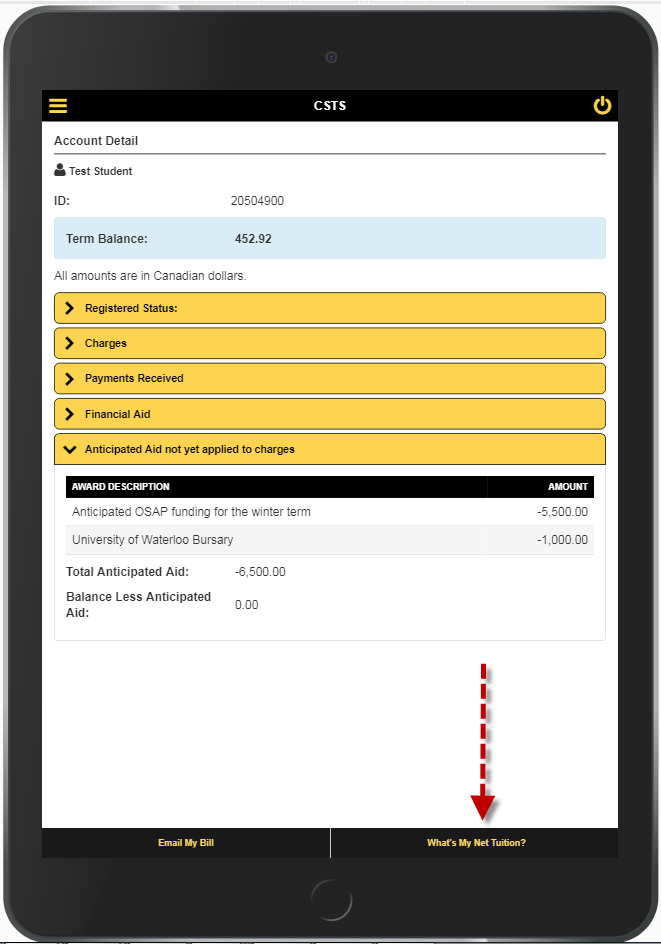 CSTS
Account Detail
Test Student
ID: 20504900
Term Balance: 452.92
All amounts are in Canadian dollars.
Registered Status:
Charges
Payments Received
Financial Aid
Anticipated Aid not yet applied to charges
AWARD DESCRIPTION AMOUNT
Anticipated OSAP funding for the winter term -5,500.00
University of Waterloo Bursary -1,000.00
Total Anticipated Aid: -6,500.00
Balance Less Anticipated
Aid: 0.00
Email My Bill What's My Net Tuition?